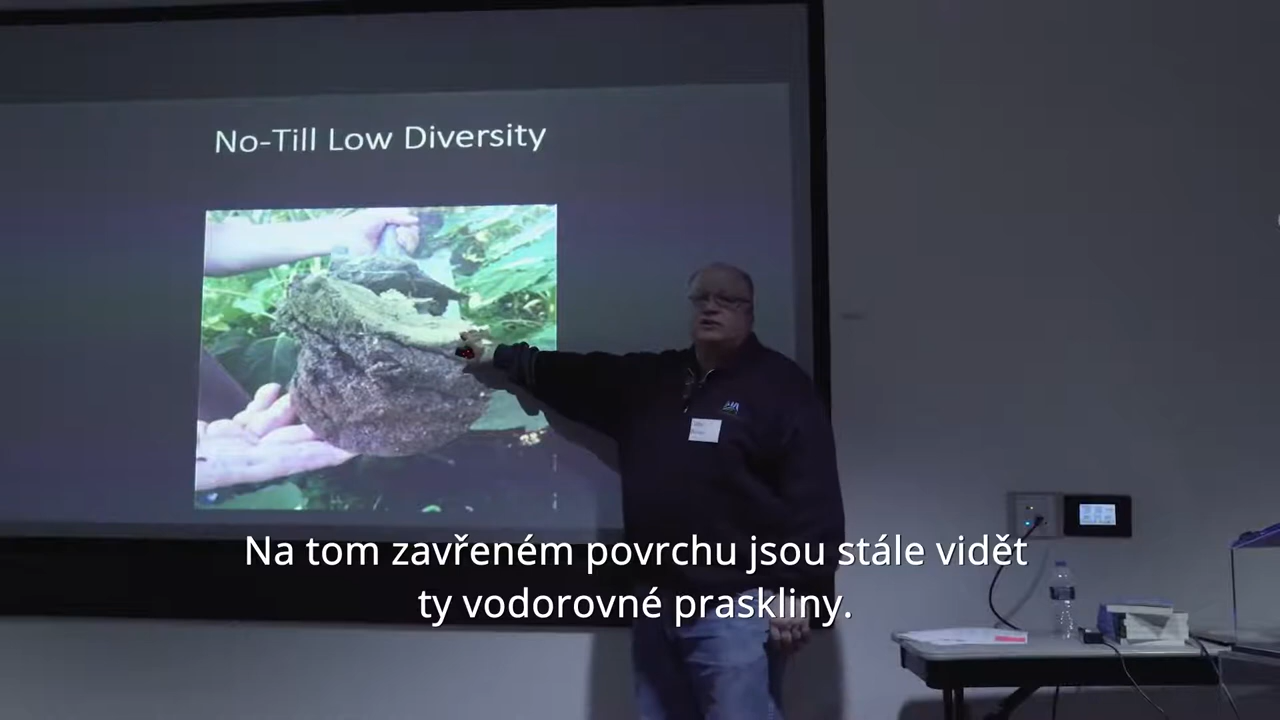 No-Till Low Diversity
Na tom zavřeném povrchu jsou stále vidět
ty vodorovné praskliny.